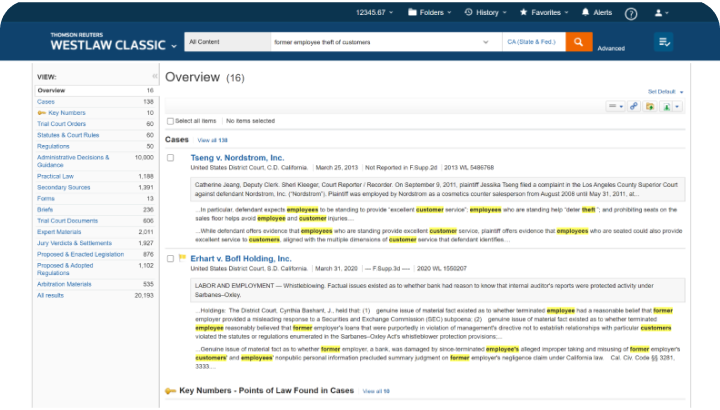 12345.67 Folders History Favorites Alerts ?
THOMSON REUTERS
WESTLAW CLASSIC All Content former employee theft of customers CA (State & Fed.) Advanced
VIEW:
Overview 16
Cases 138
Key Numbers 10
Trial Court Orders 60
Statutes & Court Rules 60
Regulations 50
Administrative Decisions & 10,000
Guidance
Practical Law 1,188
Secondary Sources 1,391
Forms 13
Briefs 236
Trial Court Documents 606
Expert Materials 2,011
Jury Verdicts & Settlements 1,927
Proposed & Enacted Legislation 876
Proposed & Adopted 1,102
Regulations
Arbitration Materials 535
All results 20,193
Overview (16)
Set Default
Select all items No items selected
Cases View all 138
Tseng v. Nordstrom, Inc.
United States District Court, C.D. California. March 25, 2013 Not Reported in F.Supp.2d 2013 WL 5486768
Catherine Jeang, Deputy Clerk. Sheri Kleeger, Court Reporter / Recorder. On September 9, 2011, plaintiff Jessika Tseng filed a complaint in the Los Angeles County Superior Court
against defendant Nordstrom, Inc. ("Nordstrom"). Plaintiff was employed by Nordstrom as a cosmetics counter salesperson from August 2008 until May 31, 2011, at...
...In particular, defendant expects employees to be standing to provide "excellent customer service"; employees who are standing help "deter theft"; and prohibiting seats on the
sales floor helps avoid employee and customer injuries....
...While defendant offers evidence that employees who are standing provide excellent customer service, plaintiff offers evidence that employees who are seated could also provide
excellent service to customers, aligned with the multiple dimensions of customer service that defendant identifies....
Erhart v. BofI Holding, Inc.
United States District Court, S.D. California. March 31, 2020 --- F.Supp.3d ---- 2020 WL 1550207
LABOR AND EMPLOYMENT — Whistleblowing. Factual issues existed as to whether bank had reason to know that internal auditor's reports were protected activity under
Sarbanes–Oxley.
...Holdings: The District Court, Cynthia Bashant, J., held that: (1) genuine issue of material fact existed as to whether terminated employee had a reasonable belief that former
employer provided a misleading response to a Securities and Exchange Commission (SEC) subpoena; (2) genuine issue of material fact existed as to whether terminated
employee reasonably believed that former employer's loans that were purportedly in violation of management's directive not to establish relationships with particular customers
violated the statutes or regulations enumerated in the Sarbanes–Oxley Act's whistleblower protection provisions;...
...Genuine issue of material fact as to whether former employer, a bank, was damaged by since-terminated employee's alleged improper taking and misusing of former employer's
customers' and employees' nonpublic personal information precluded summary judgment on former employer's negligence claim under California law. Cal. Civ. Code §§ 3281,
3333....
Key Numbers - Points of Law Found in Cases View all 10